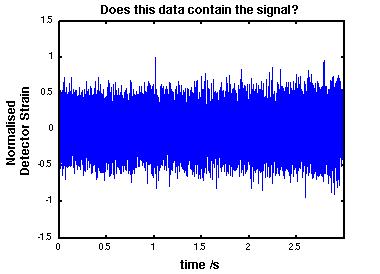 Does this data contain the signal?
1.5
1
0.5
0
-0.5
-1
-1.5
Normalised
Detector Strain
0 0.5 1 1.5 2 2.5
time /s